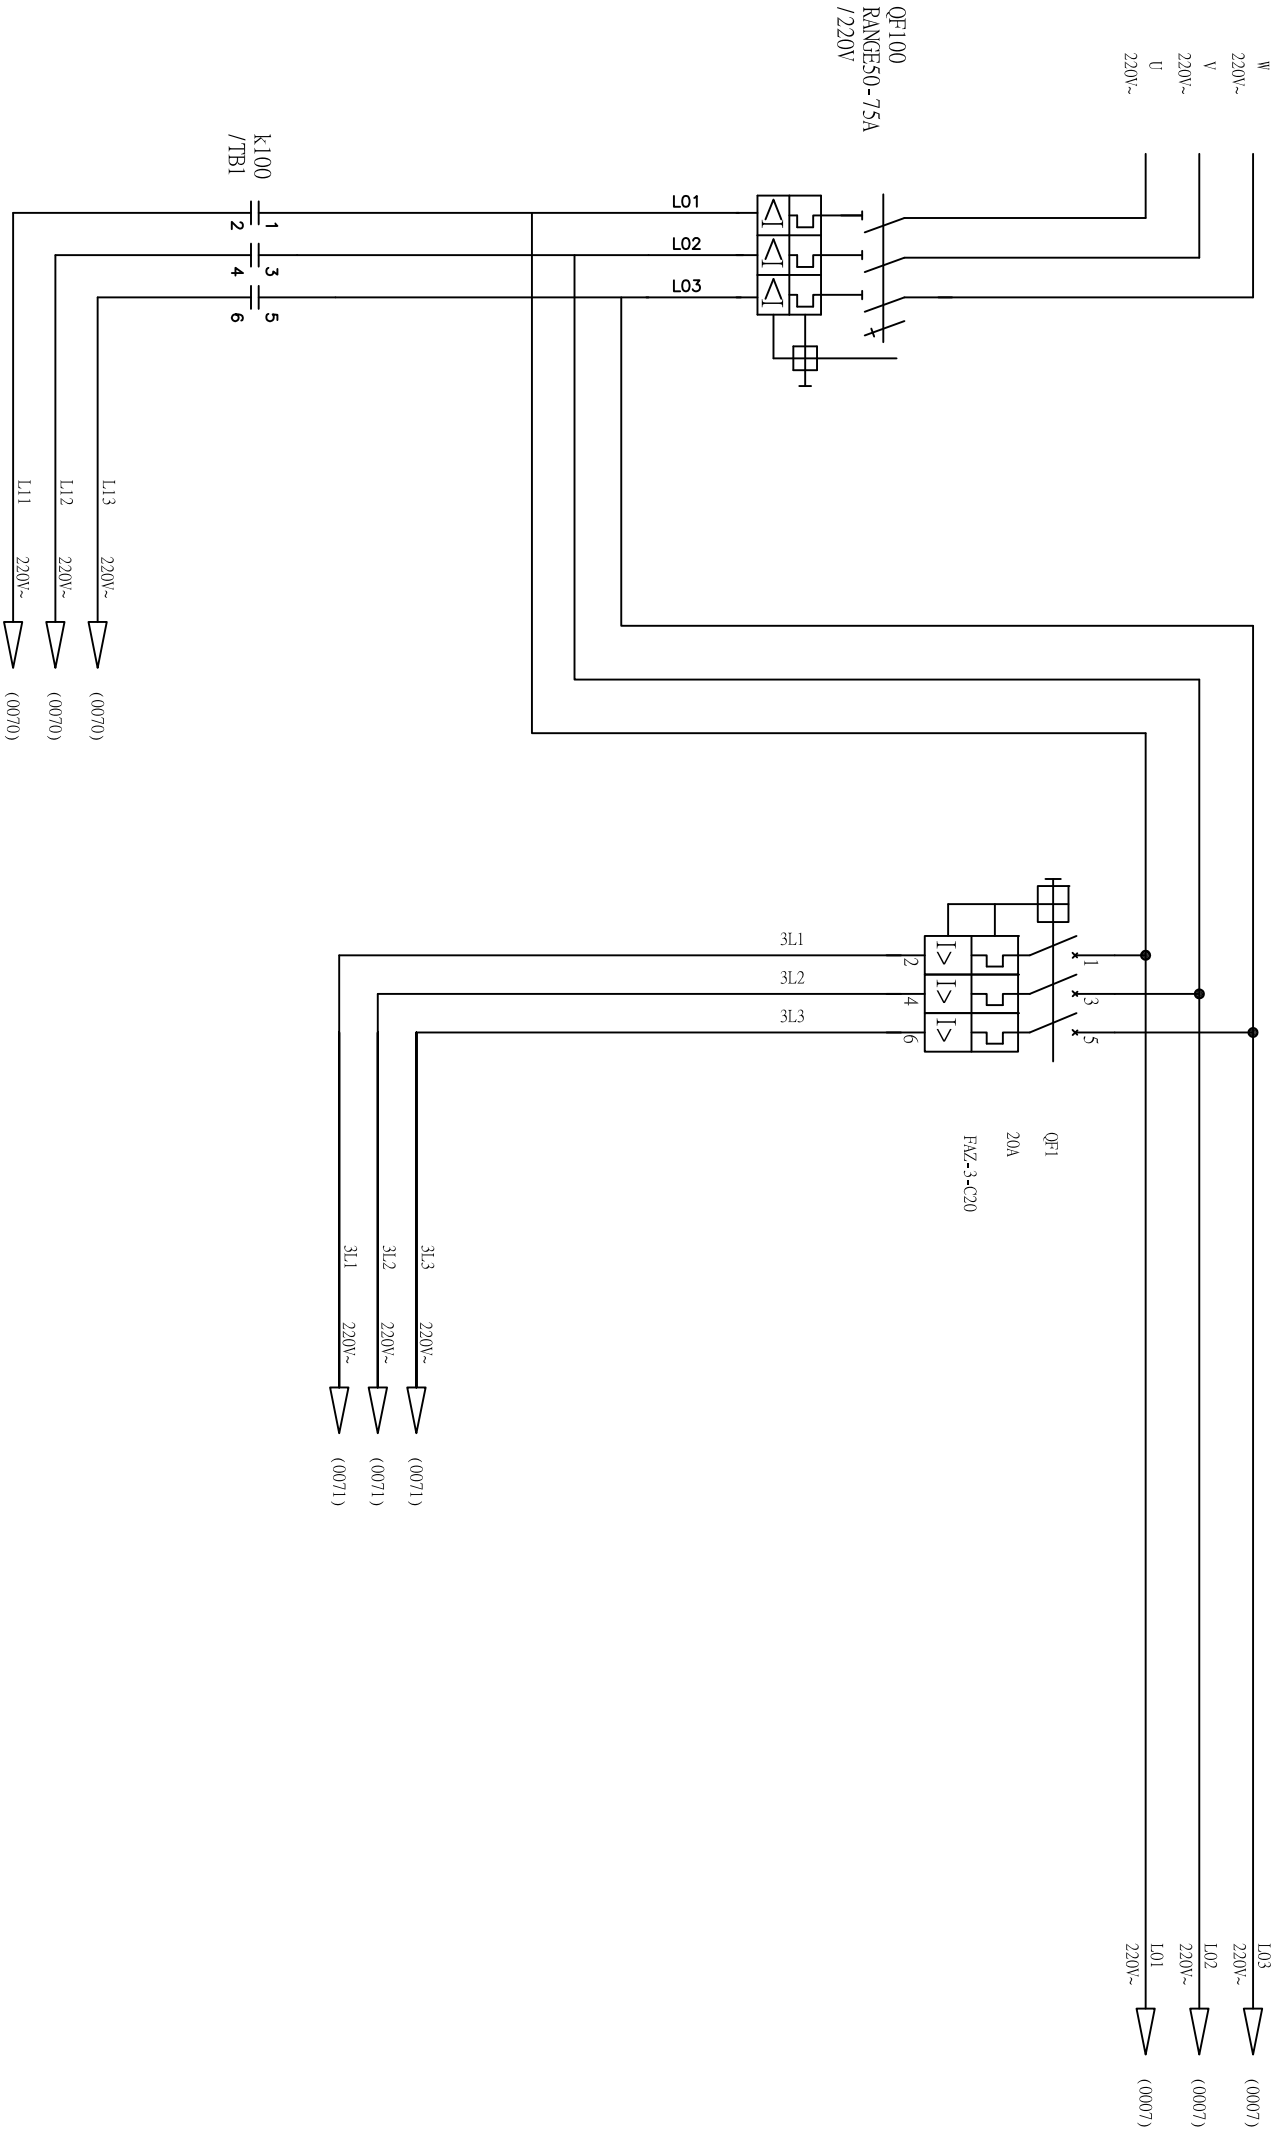 W
220V~
V
220V~
U
220V~
QF100
RANGE50-75A
/220V
L01
L02
L03
k100
/TB1
1
2
3
4
5
6
L13 220V~ (0070)
L12 220V~ (0070)
L11 220V~ (0070)
1
3
5
2
4
6
QF1
20A
FAZ-3-C20
3L1
3L2
3L3
3L3 220V~ (0071)
3L2 220V~ (0071)
3L1 220V~ (0071)
L03
220V~ (0007)
L02
220V~ (0007)
L01
220V~ (0007)
I>
I>
I>
I>
I>
I>